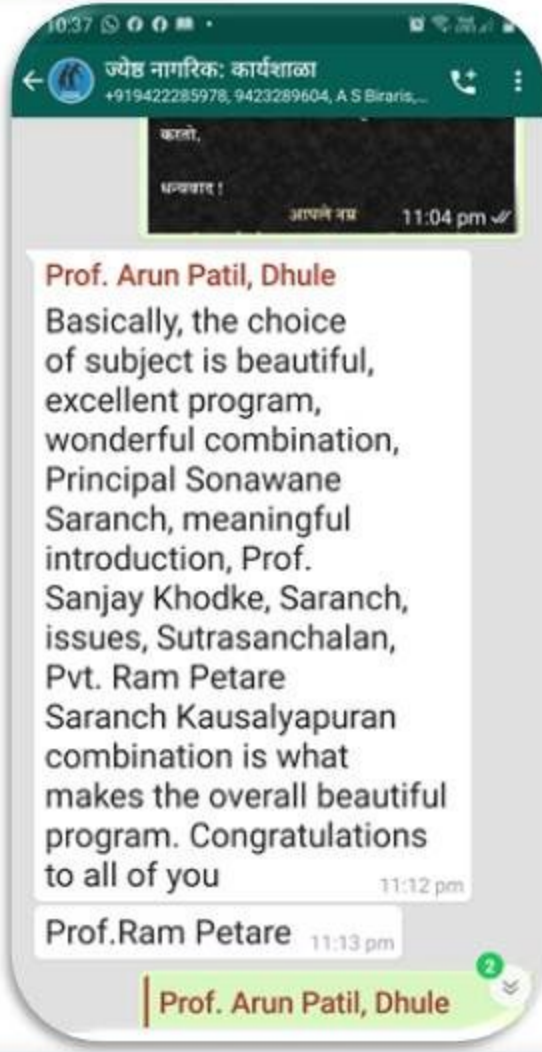 10:37
ज्येष्ठ नागरिक: कार्यशाळा
+919422285978, 9423289604, A S Biraris,...
करतो,
धन्यवाद !
आपले नम्र 11:04 pm
Prof. Arun Patil, Dhule
Basically, the choice
of subject is beautiful,
excellent program,
wonderful combination,
Principal Sonawane
Saranch, meaningful
introduction, Prof.
Sanjay Khodke, Saranch,
issues, Sutrasanchalan,
Pvt. Ram Petare
Saranch Kausalyapuran
combination is what
makes the overall beautiful
program. Congratulations
to all of you
11:12 pm
Prof.Ram Petare 11:13 pm
2
Prof. Arun Patil, Dhule